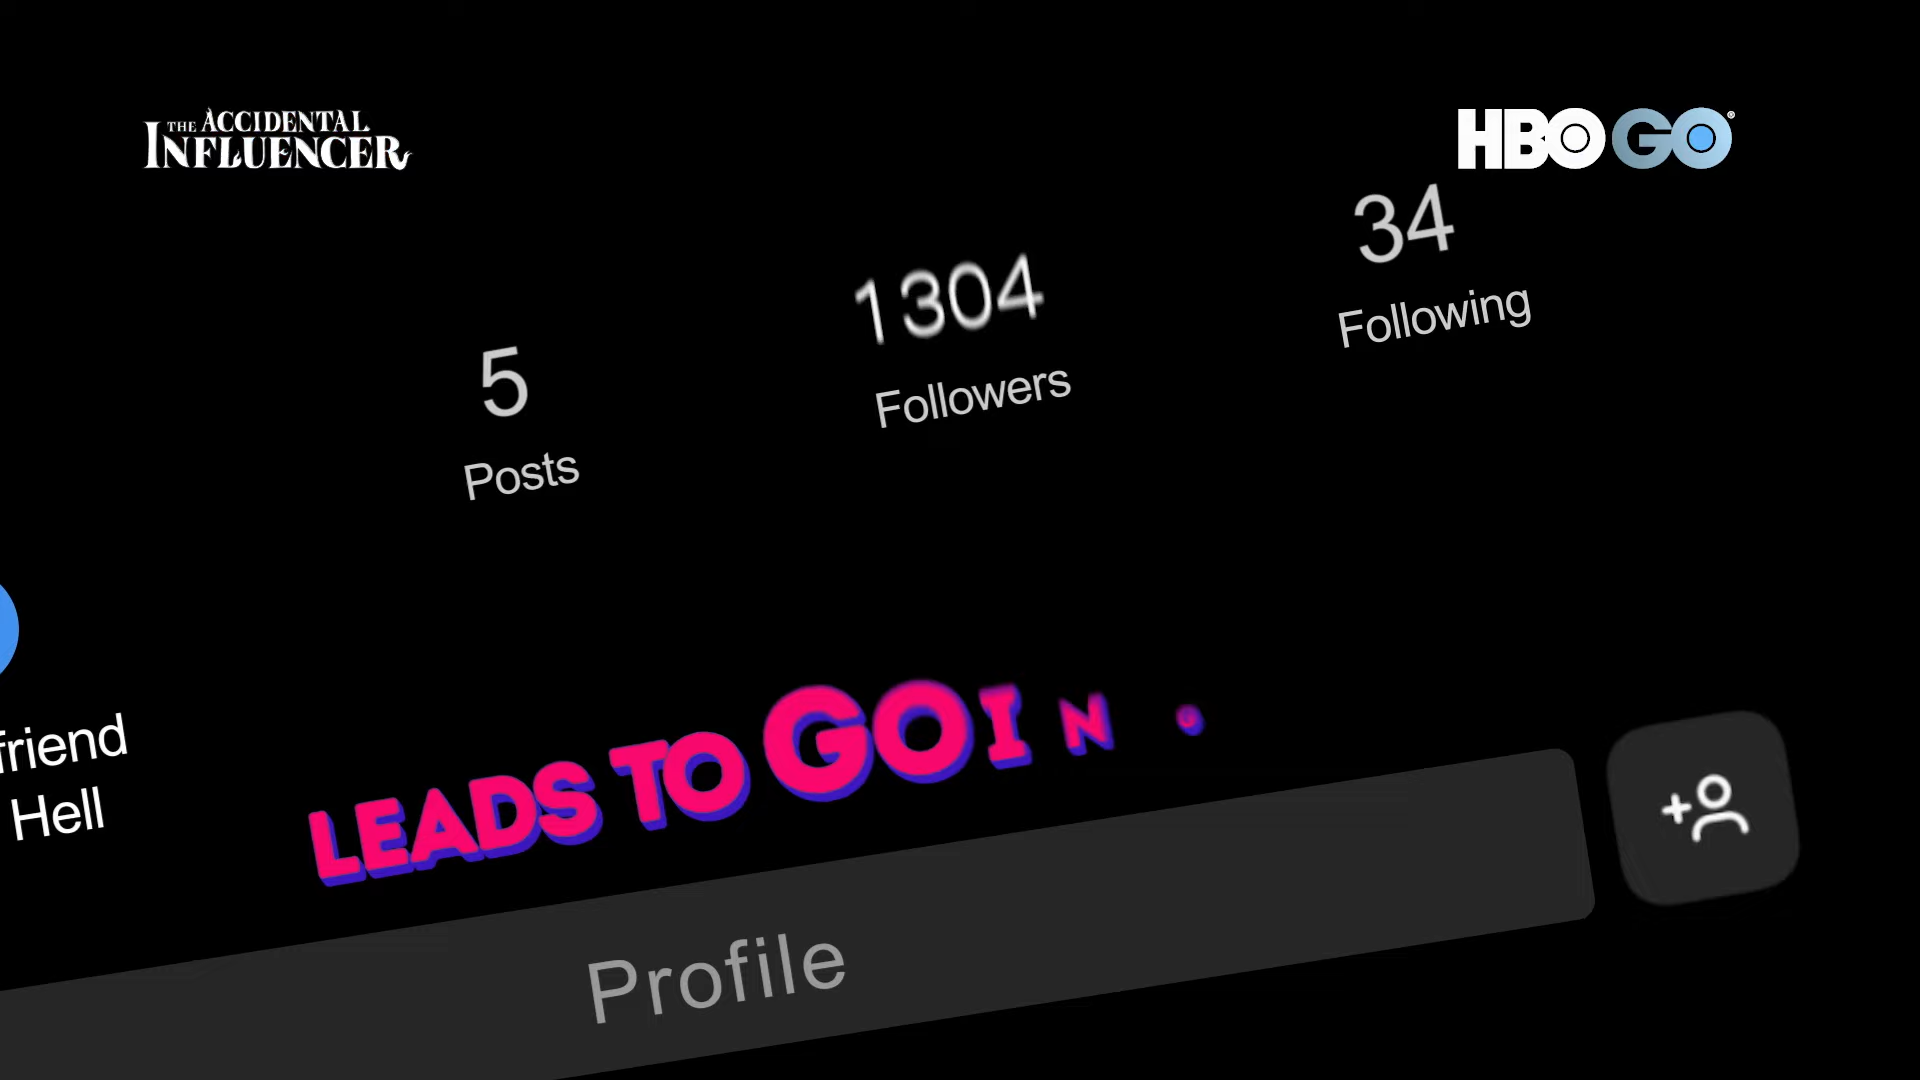 THE ACCIDENTAL
INFLUENCER
HBO GO®
5
Posts
1304
Followers
34
Following
friend
Hell
LEADS TO GOIN
Profile